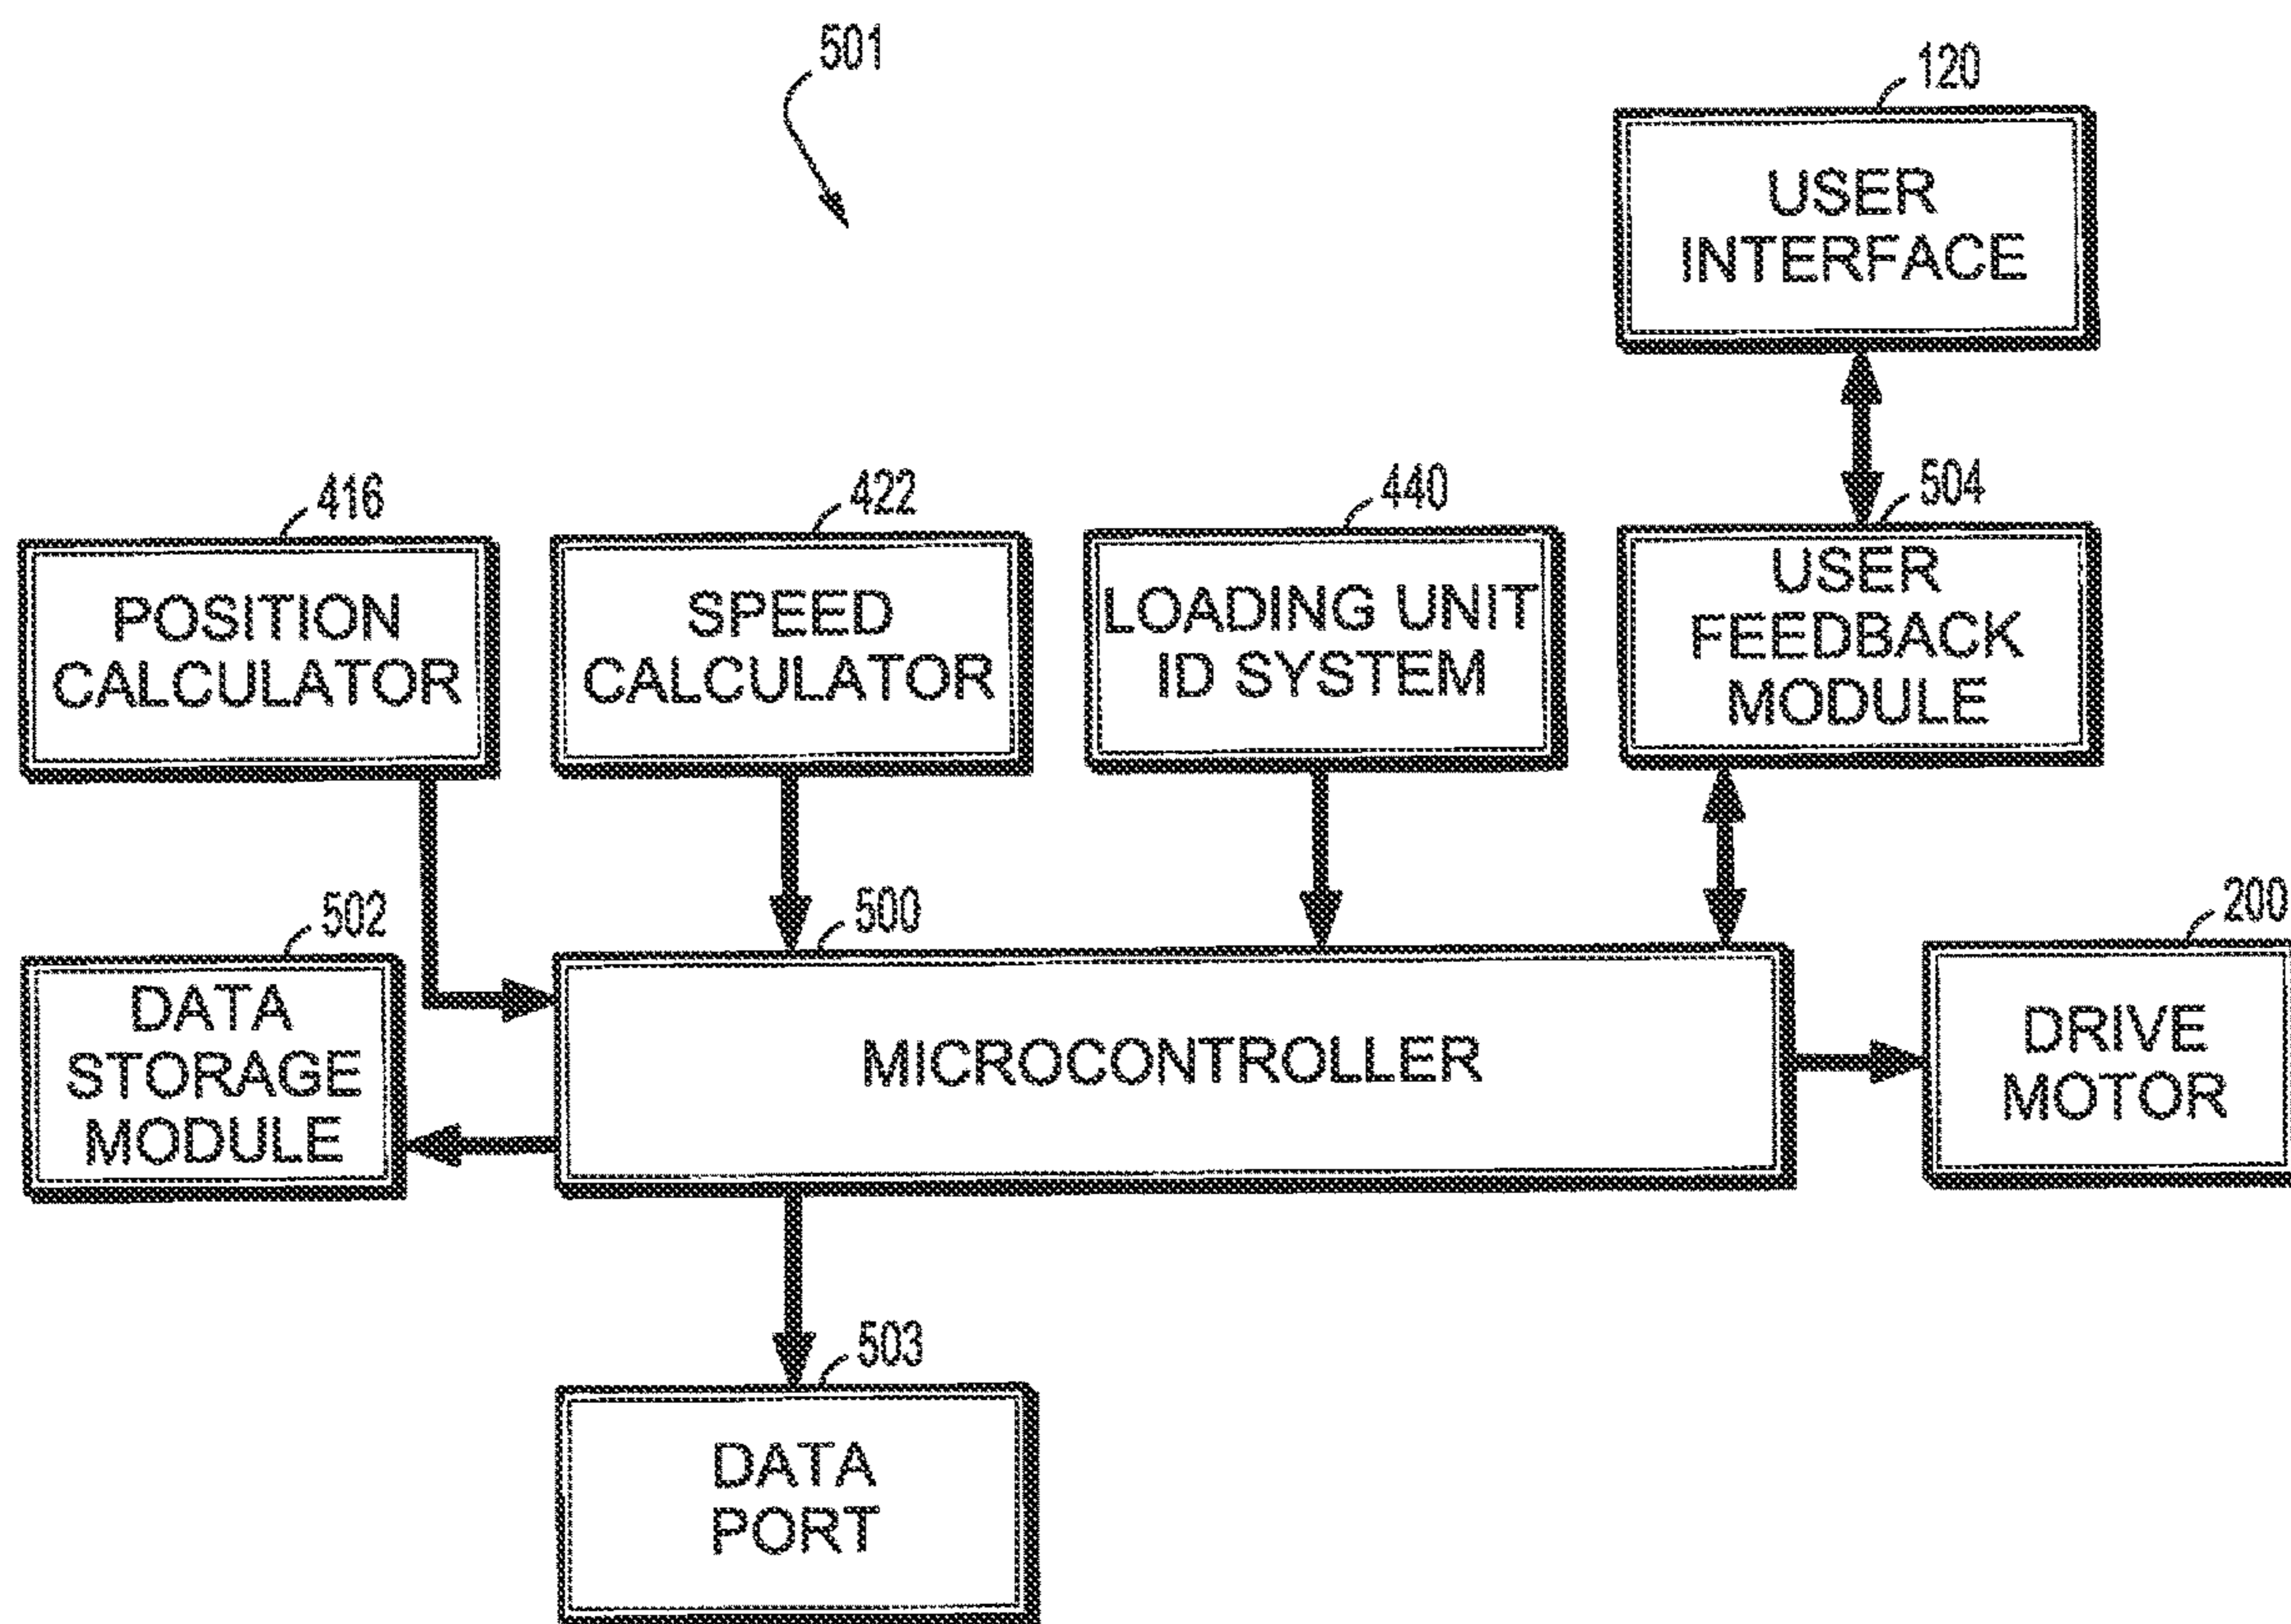 501
120
USER
INTERFACE
416
422
440
504
POSITION
CALCULATOR
SPEED
CALCULATOR
LOADING UNIT
ID SYSTEM
USER
FEEDBACK
MODULE
502
500
200
DATA
STORAGE
MODULE
MICROCONTROLLER
DRIVE
MOTOR
503
DATA
PORT